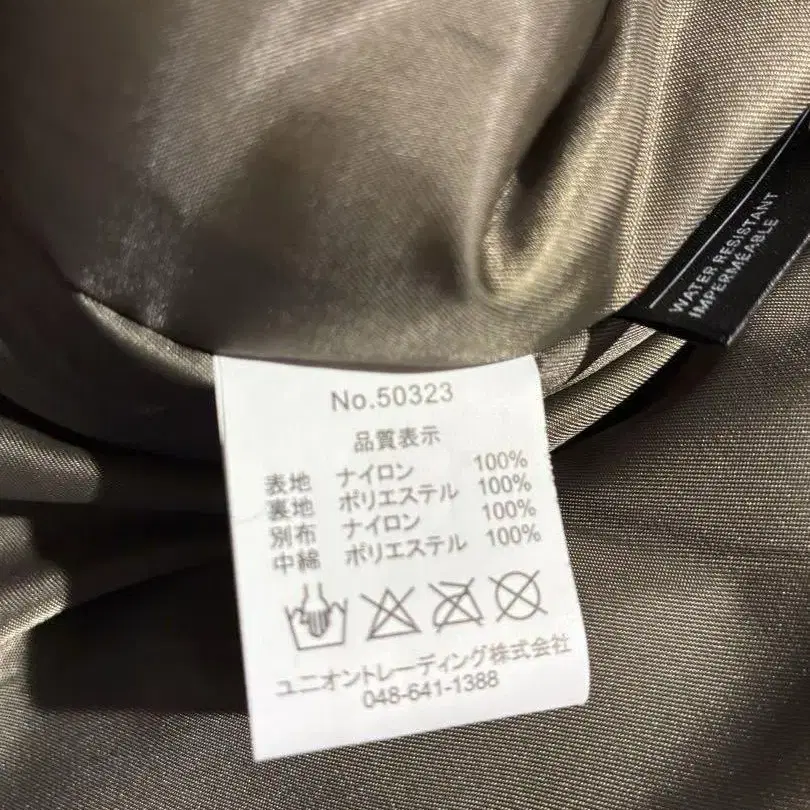 WATER RESISTANT
IMPERMÉABLE
No.50323
品質表示
表地 ナイロン 100%
裏地 ポリエステル 100%
別布 ナイロン 100%
中綿 ポリエステル 100%
ユニオントレーディング株式会社
048-641-1388